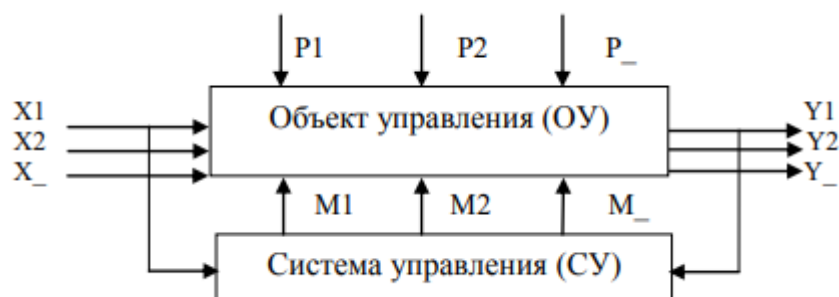 P1 P2 P_
X1 Объект управления (ОУ) Y1
X2 Y2
X_ Y_
M1 M2 M_
Система управления (СУ)